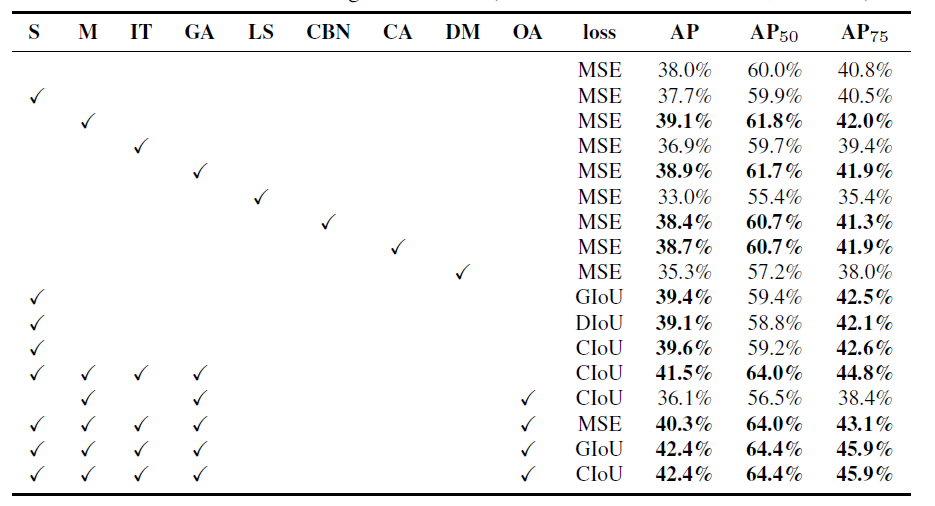 S M IT GA LS CBN CA DM OA loss AP AP50 AP75
MSE 38.0% 60.0% 40.8%
✓ MSE 37.7% 59.9% 40.5%
✓ MSE 39.1% 61.8% 42.0%
✓ MSE 36.9% 59.7% 39.4%
✓ MSE 38.9% 61.7% 41.9%
✓ MSE 33.0% 55.4% 35.4%
✓ MSE 38.4% 60.7% 41.3%
✓ MSE 38.7% 60.7% 41.9%
✓ MSE 35.3% 57.2% 38.0%
✓ GIoU 39.4% 59.4% 42.5%
✓ DIoU 39.1% 58.8% 42.1%
✓ CIoU 39.6% 59.2% 42.6%
✓ ✓ ✓ ✓ CIoU 41.5% 64.0% 44.8%
✓ ✓ ✓ CIoU 36.1% 56.5% 38.4%
✓ ✓ ✓ ✓ ✓ MSE 40.3% 64.0% 43.1%
✓ ✓ ✓ ✓ ✓ GIoU 42.4% 64.4% 45.9%
✓ ✓ ✓ ✓ ✓ CIoU 42.4% 64.4% 45.9%